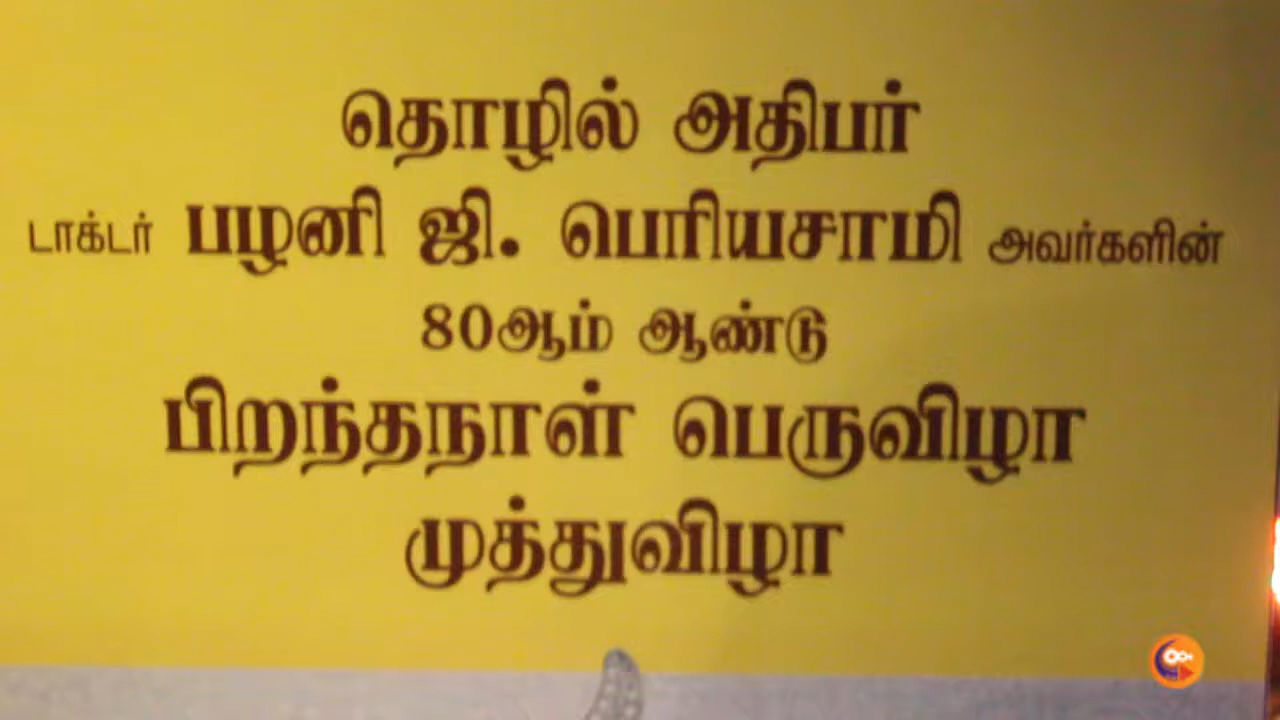 தொழில் அதிபர்
டாக்டர் பழனி ஜி. பெரியசாமி அவர்களின்
80ஆம் ஆண்டு
பிறந்தநாள் பெருவிழா
முத்துவிழா